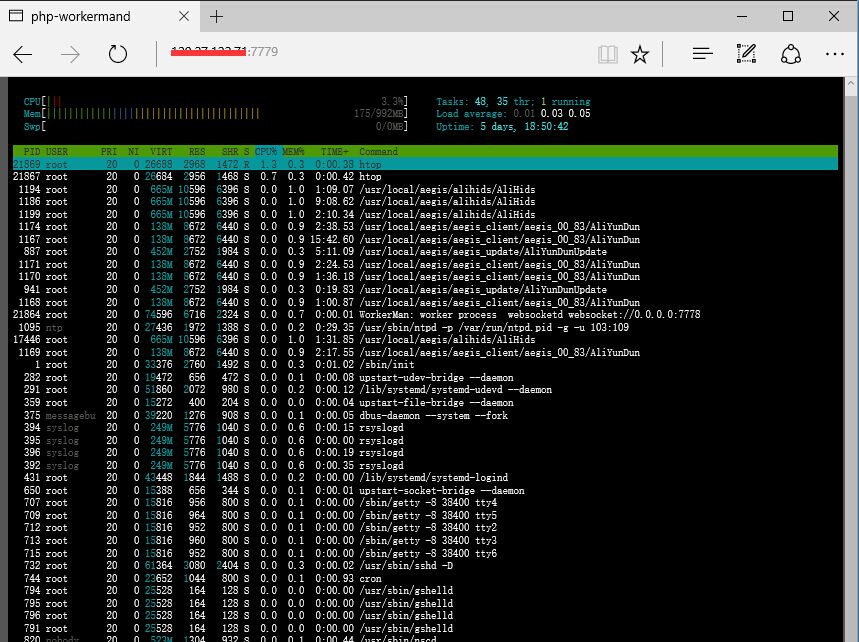 php-workermand
:7779
CPU[||| 3.3%] Tasks: 48, 35 thr; 1 running
Mem[||||||||||||||||||||||||||||||||||||||| 175/992MB] Load average: 0.01 0.03 0.05
Swp[ 0/0MB] Uptime: 5 days, 18:50:42
PID USER PRI NI VIRT RES SHR S CPU% MEM% TIME+ Command
21869 root 20 0 26688 2968 1472 R 1.3 0.3 0:00.38 htop
21867 root 20 0 26684 2956 1468 S 0.7 0.3 0:00.42 htop
1194 root 20 0 665M 10596 6396 S 0.0 1.0 1:09.07 /usr/local/aegis/alihids/AliHids
1186 root 20 0 665M 10596 6396 S 0.0 1.0 9:08.62 /usr/local/aegis/alihids/AliHids
1199 root 20 0 665M 10596 6396 S 0.0 1.0 2:10.34 /usr/local/aegis/alihids/AliHids
1174 root 20 0 138M 8672 6440 S 0.0 0.9 2:38.53 /usr/local/aegis/aegis_client/aegis_00_83/AliYunDun
1167 root 20 0 138M 8672 6440 S 0.0 0.9 15:42.60 /usr/local/aegis/aegis_client/aegis_00_83/AliYunDun
887 root 20 0 452M 2752 1984 S 0.0 0.3 5:11.09 /usr/local/aegis/aegis_update/AliYunDunUpdate
1171 root 20 0 138M 8672 6440 S 0.0 0.9 2:24.53 /usr/local/aegis/aegis_client/aegis_00_83/AliYunDun
1170 root 20 0 138M 8672 6440 S 0.0 0.9 1:36.18 /usr/local/aegis/aegis_client/aegis_00_83/AliYunDun
941 root 20 0 452M 2752 1984 S 0.0 0.3 0:19.83 /usr/local/aegis/aegis_update/AliYunDunUpdate
1168 root 20 0 138M 8672 6440 S 0.0 0.9 1:00.87 /usr/local/aegis/aegis_client/aegis_00_83/AliYunDun
21864 root 20 0 74596 6716 2324 S 0.0 0.7 0:00.01 WorkerMan: worker process websocketd websocket://0.0.0.0:7778
1095 ntp 20 0 27436 1972 1388 S 0.0 0.2 0:29.35 /usr/sbin/ntpd -p /var/run/ntpd.pid -g -u 103:109
17446 root 20 0 665M 10596 6396 S 0.0 1.0 1:31.85 /usr/local/aegis/alihids/AliHids
1169 root 20 0 138M 8672 6440 S 0.0 0.9 2:17.55 /usr/local/aegis/aegis_client/aegis_00_83/AliYunDun
1 root 20 0 33376 2760 1492 S 0.0 0.3 0:01.02 /sbin/init
282 root 20 0 19472 656 472 S 0.0 0.1 0:00.08 upstart-udev-bridge --daemon
291 root 20 0 51860 2072 980 S 0.0 0.2 0:00.12 /lib/systemd/systemd-udevd --daemon
359 root 20 0 15272 400 204 S 0.0 0.0 0:00.04 upstart-file-bridge --daemon
375 messagebu 20 0 39220 1276 908 S 0.0 0.1 0:00.05 dbus-daemon --system --fork
394 syslog 20 0 249M 5776 1040 S 0.0 0.6 0:00.15 rsyslogd
395 syslog 20 0 249M 5776 1040 S 0.0 0.6 0:00.00 rsyslogd
396 syslog 20 0 249M 5776 1040 S 0.0 0.6 0:00.19 rsyslogd
392 syslog 20 0 249M 5776 1040 S 0.0 0.6 0:00.35 rsyslogd
431 root 20 0 43448 1844 1488 S 0.0 0.2 0:00.00 /lib/systemd/systemd-logind
650 root 20 0 15388 656 344 S 0.0 0.1 0:00.01 upstart-socket-bridge --daemon
707 root 20 0 15816 956 800 S 0.0 0.1 0:00.00 /sbin/getty -8 38400 tty4
709 root 20 0 15816 964 800 S 0.0 0.1 0:00.00 /sbin/getty -8 38400 tty5
712 root 20 0 15816 952 800 S 0.0 0.1 0:00.00 /sbin/getty -8 38400 tty2
713 root 20 0 15816 960 800 S 0.0 0.1 0:00.00 /sbin/getty -8 38400 tty3
715 root 20 0 15816 952 800 S 0.0 0.1 0:00.00 /sbin/getty -8 38400 tty6
732 root 20 0 61364 3080 2404 S 0.0 0.3 0:00.02 /usr/sbin/sshd -D
744 root 20 0 23652 1044 800 S 0.0 0.1 0:00.93 cron
794 root 20 0 25528 164 128 S 0.0 0.0 0:00.00 /usr/sbin/gshelld
795 root 20 0 25528 164 128 S 0.0 0.0 0:00.00 /usr/sbin/gshelld
796 root 20 0 25528 164 128 S 0.0 0.0 0:00.00 /usr/sbin/gshelld
791 root 20 0 25528 164 128 S 0.0 0.0 0:00.00 /usr/sbin/gshelld
820 nobody 20 0 523M 1304 932 S 0.0 0.1 0:00.44 /usr/sbin/nscd